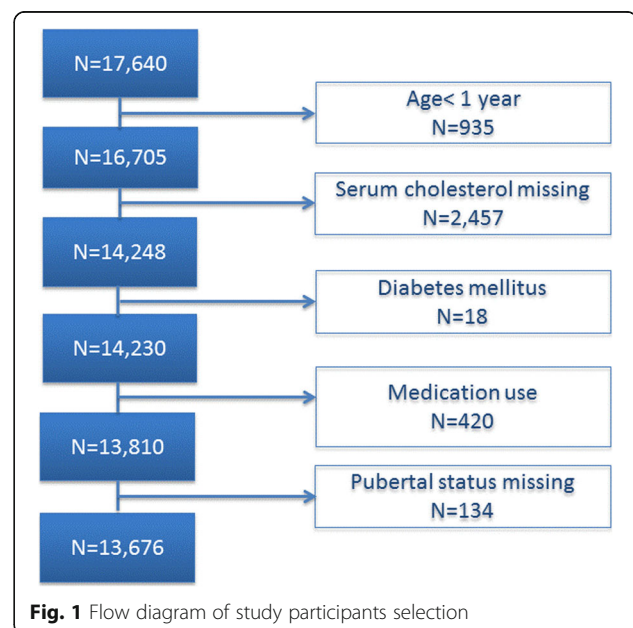 N=17,640
Age< 1 year
N=935
N=16,705
Serum cholesterol missing
N=2,457
N=14,248
Diabetes mellitus
N=18
N=14,230
Medication use
N=420
N=13,810
Pubertal status missing
N=134
N=13,676
Fig. 1 Flow diagram of study participants selection